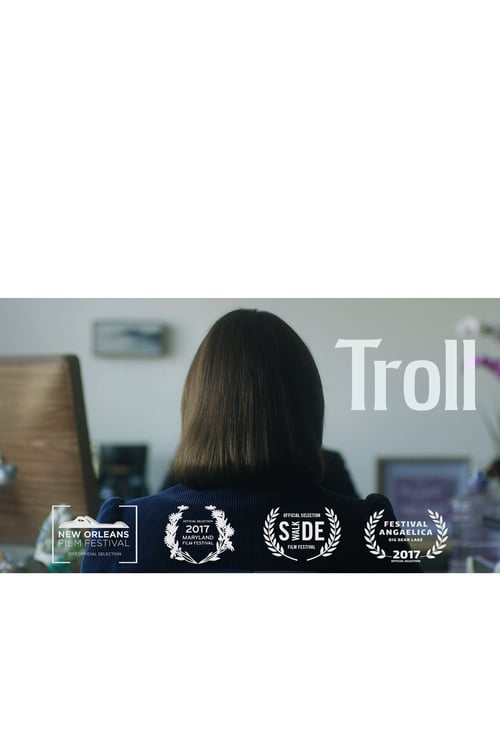 Troll
NEW ORLEANS
FILM FESTIVAL
2017 OFFICIAL SELECTION
OFFICIAL SELECTION
2017
MARYLAND
FILM FESTIVAL
OFFICIAL SELECTION
SIDE
WALK
FILM FESTIVAL
FESTIVAL
ANGAELICA
BIG BEAR LAKE
2017
OFFICIAL SELECTION